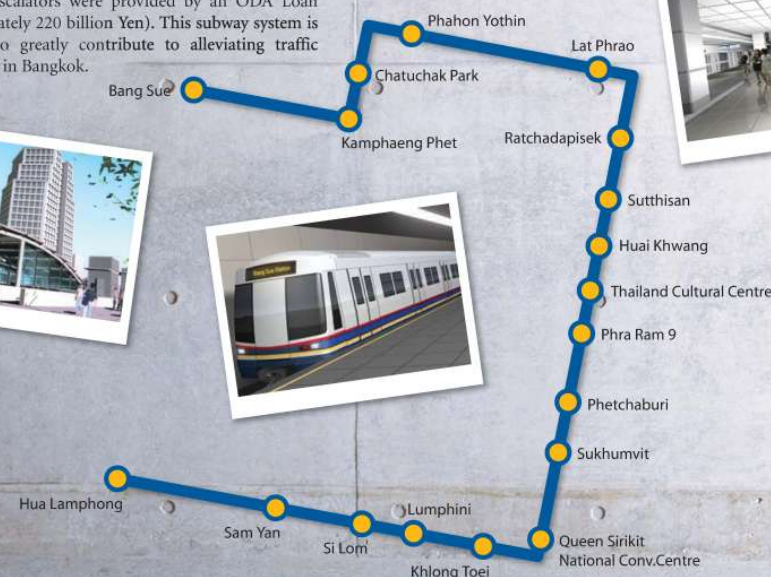 scalators were provided by an ODA Loan
ately 220 billion Yen). This subway system is
o greatly contribute to alleviating traffic
in Bangkok.
Phahon Yothin
Lat Phrao
Chatuchak Park
Bang Sue
Kamphaeng Phet
Ratchadapisek
Sutthisan
Huai Khwang
Bang Sue Station
Thailand Cultural Centre
Phra Ram 9
Phetchaburi
Sukhumvit
Hua Lamphong
Sam Yan
Si Lom
Lumphini
Khlong Toei
Queen Sirikit
National Conv.Centre